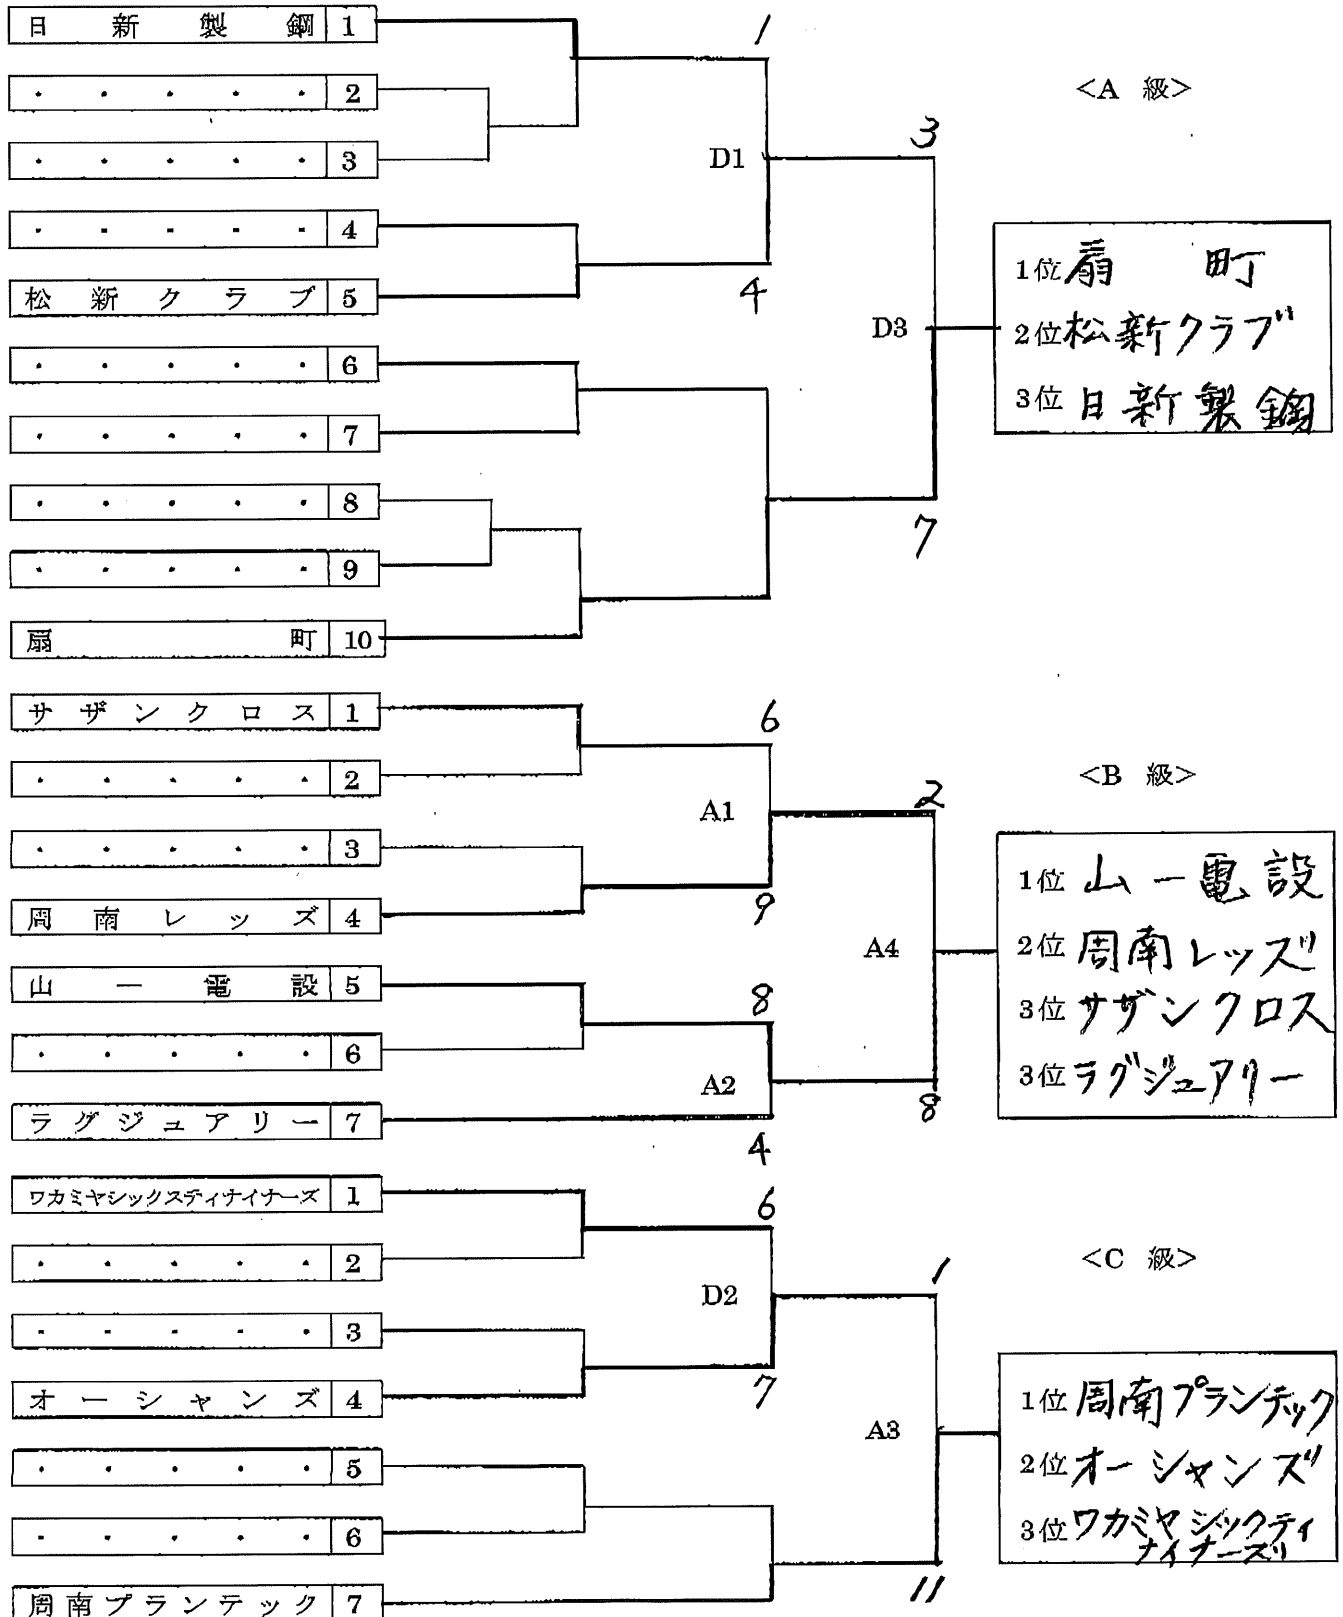 日新製鋼 1
1
・・・・・ 2
<A 級>
3
・・・・・ 3
D1
・・・・・ 4
1位 扇町
松新クラブ 5
4
D3
2位 松新クラブ
・・・・・ 6
3位 日新製鋼
・・・・・ 7
・・・・・ 8
7
・・・・・ 9
扇町 10
サザンクロス 1
6
・・・・・ 2
<B 級>
2
A1
・・・・・ 3
1位 山一電設
周南レッズ 4
9
A4
2位 周南レッズ
山一電設 5
8
3位 サザンクロス
・・・・・ 6
A2
3位 ラグジュアリー
8
ラグジュアリー 7
4
ワカミヤシックスティナイナーズ 1
6
・・・・・ 2
1
<C 級>
D2
・・・・・ 3
オーシャンズ 4
7
1位 周南プランテック
A3
・・・・・ 5
2位 オーシャンズ
・・・・・ 6
3位 ワカミヤシックティ
ナイナーズ
11
周南プランテック 7